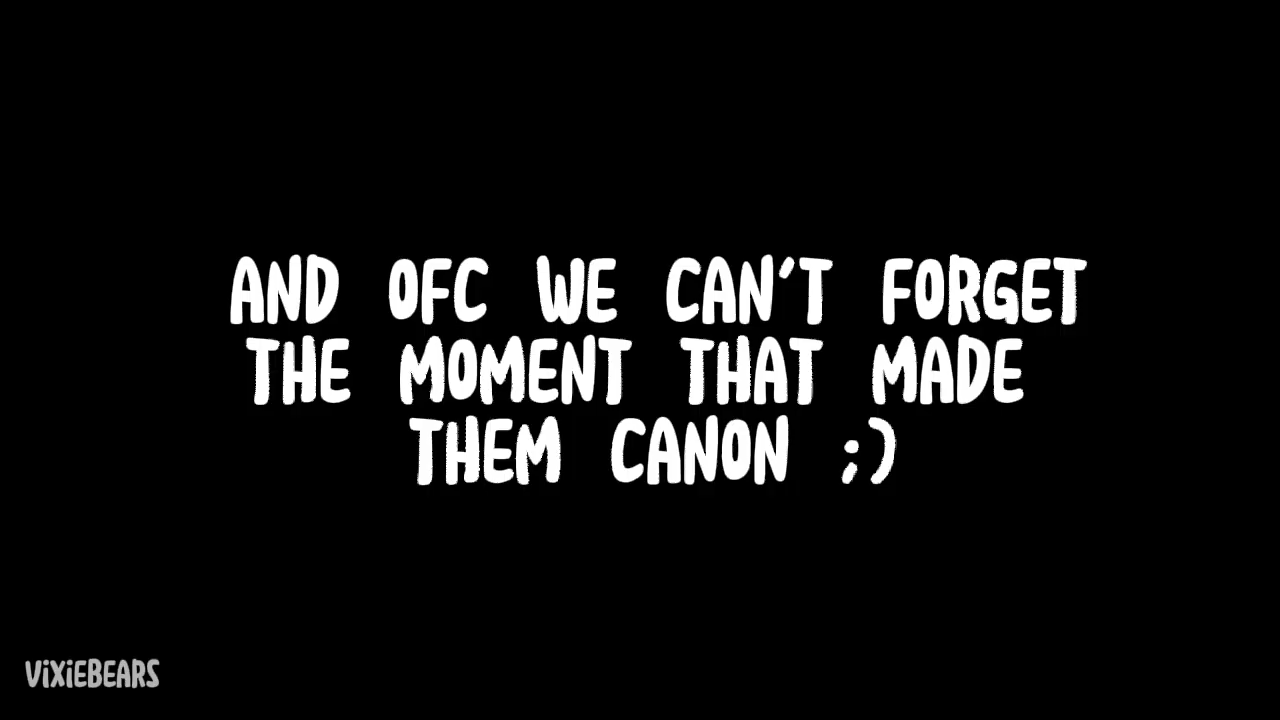 AND OFC WE CAN'T FORGET
THE MOMENT THAT MADE
THEM CANON ;)
ViXiEBEARS